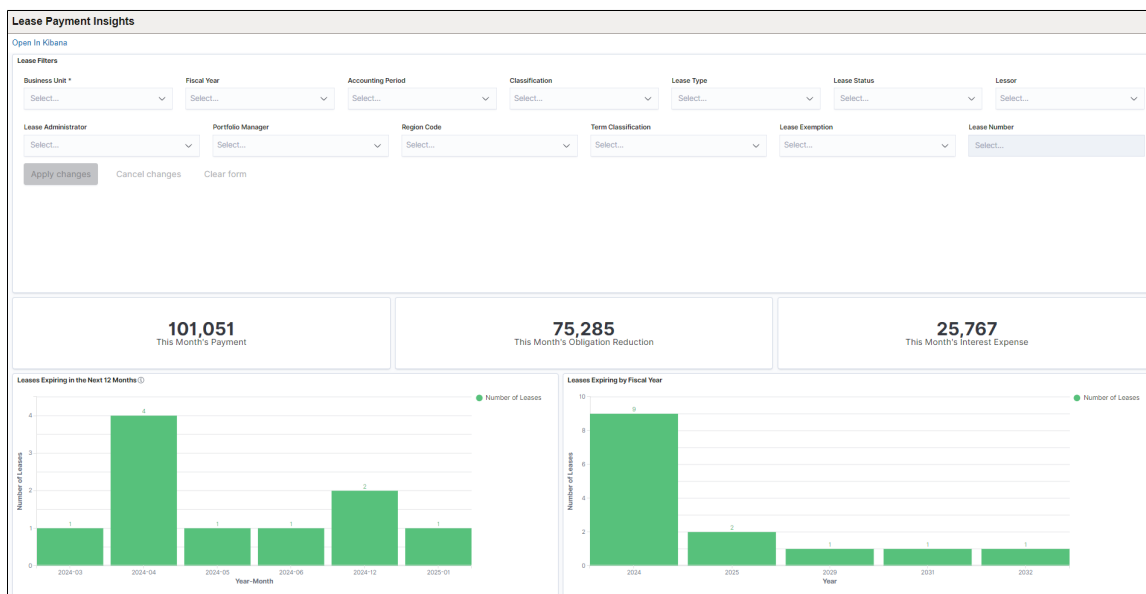 Lease Payment Insights
Open In Kibana
Lease Filters
Business Unit * Fiscal Year Accounting Period Classification Lease Type Lease Status Lessor
Select... Select... Select... Select... Select... Select... Select...
Lease Administrator Portfolio Manager Region Code Term Classification Lease Exemption Lease Number
Select... Select... Select... Select... Select... Select...
Apply changes Cancel changes Clear form
101,051 75,285 25,767
This Month's Payment This Month's Obligation Reduction This Month's Interest Expense
Leases Expiring in the Next 12 Months
Number of Leases
4
3
2
1
0
Number of Leases
1 4 1 1 2 1
2024-03 2024-04 2024-05 2024-06 2024-12 2025-01
Year-Month
Leases Expiring by Fiscal Year
Number of Leases
10
8
6
4
2
0
Number of Leases
9 2 1 1 1
2024 2025 2029 2031 2032
Year